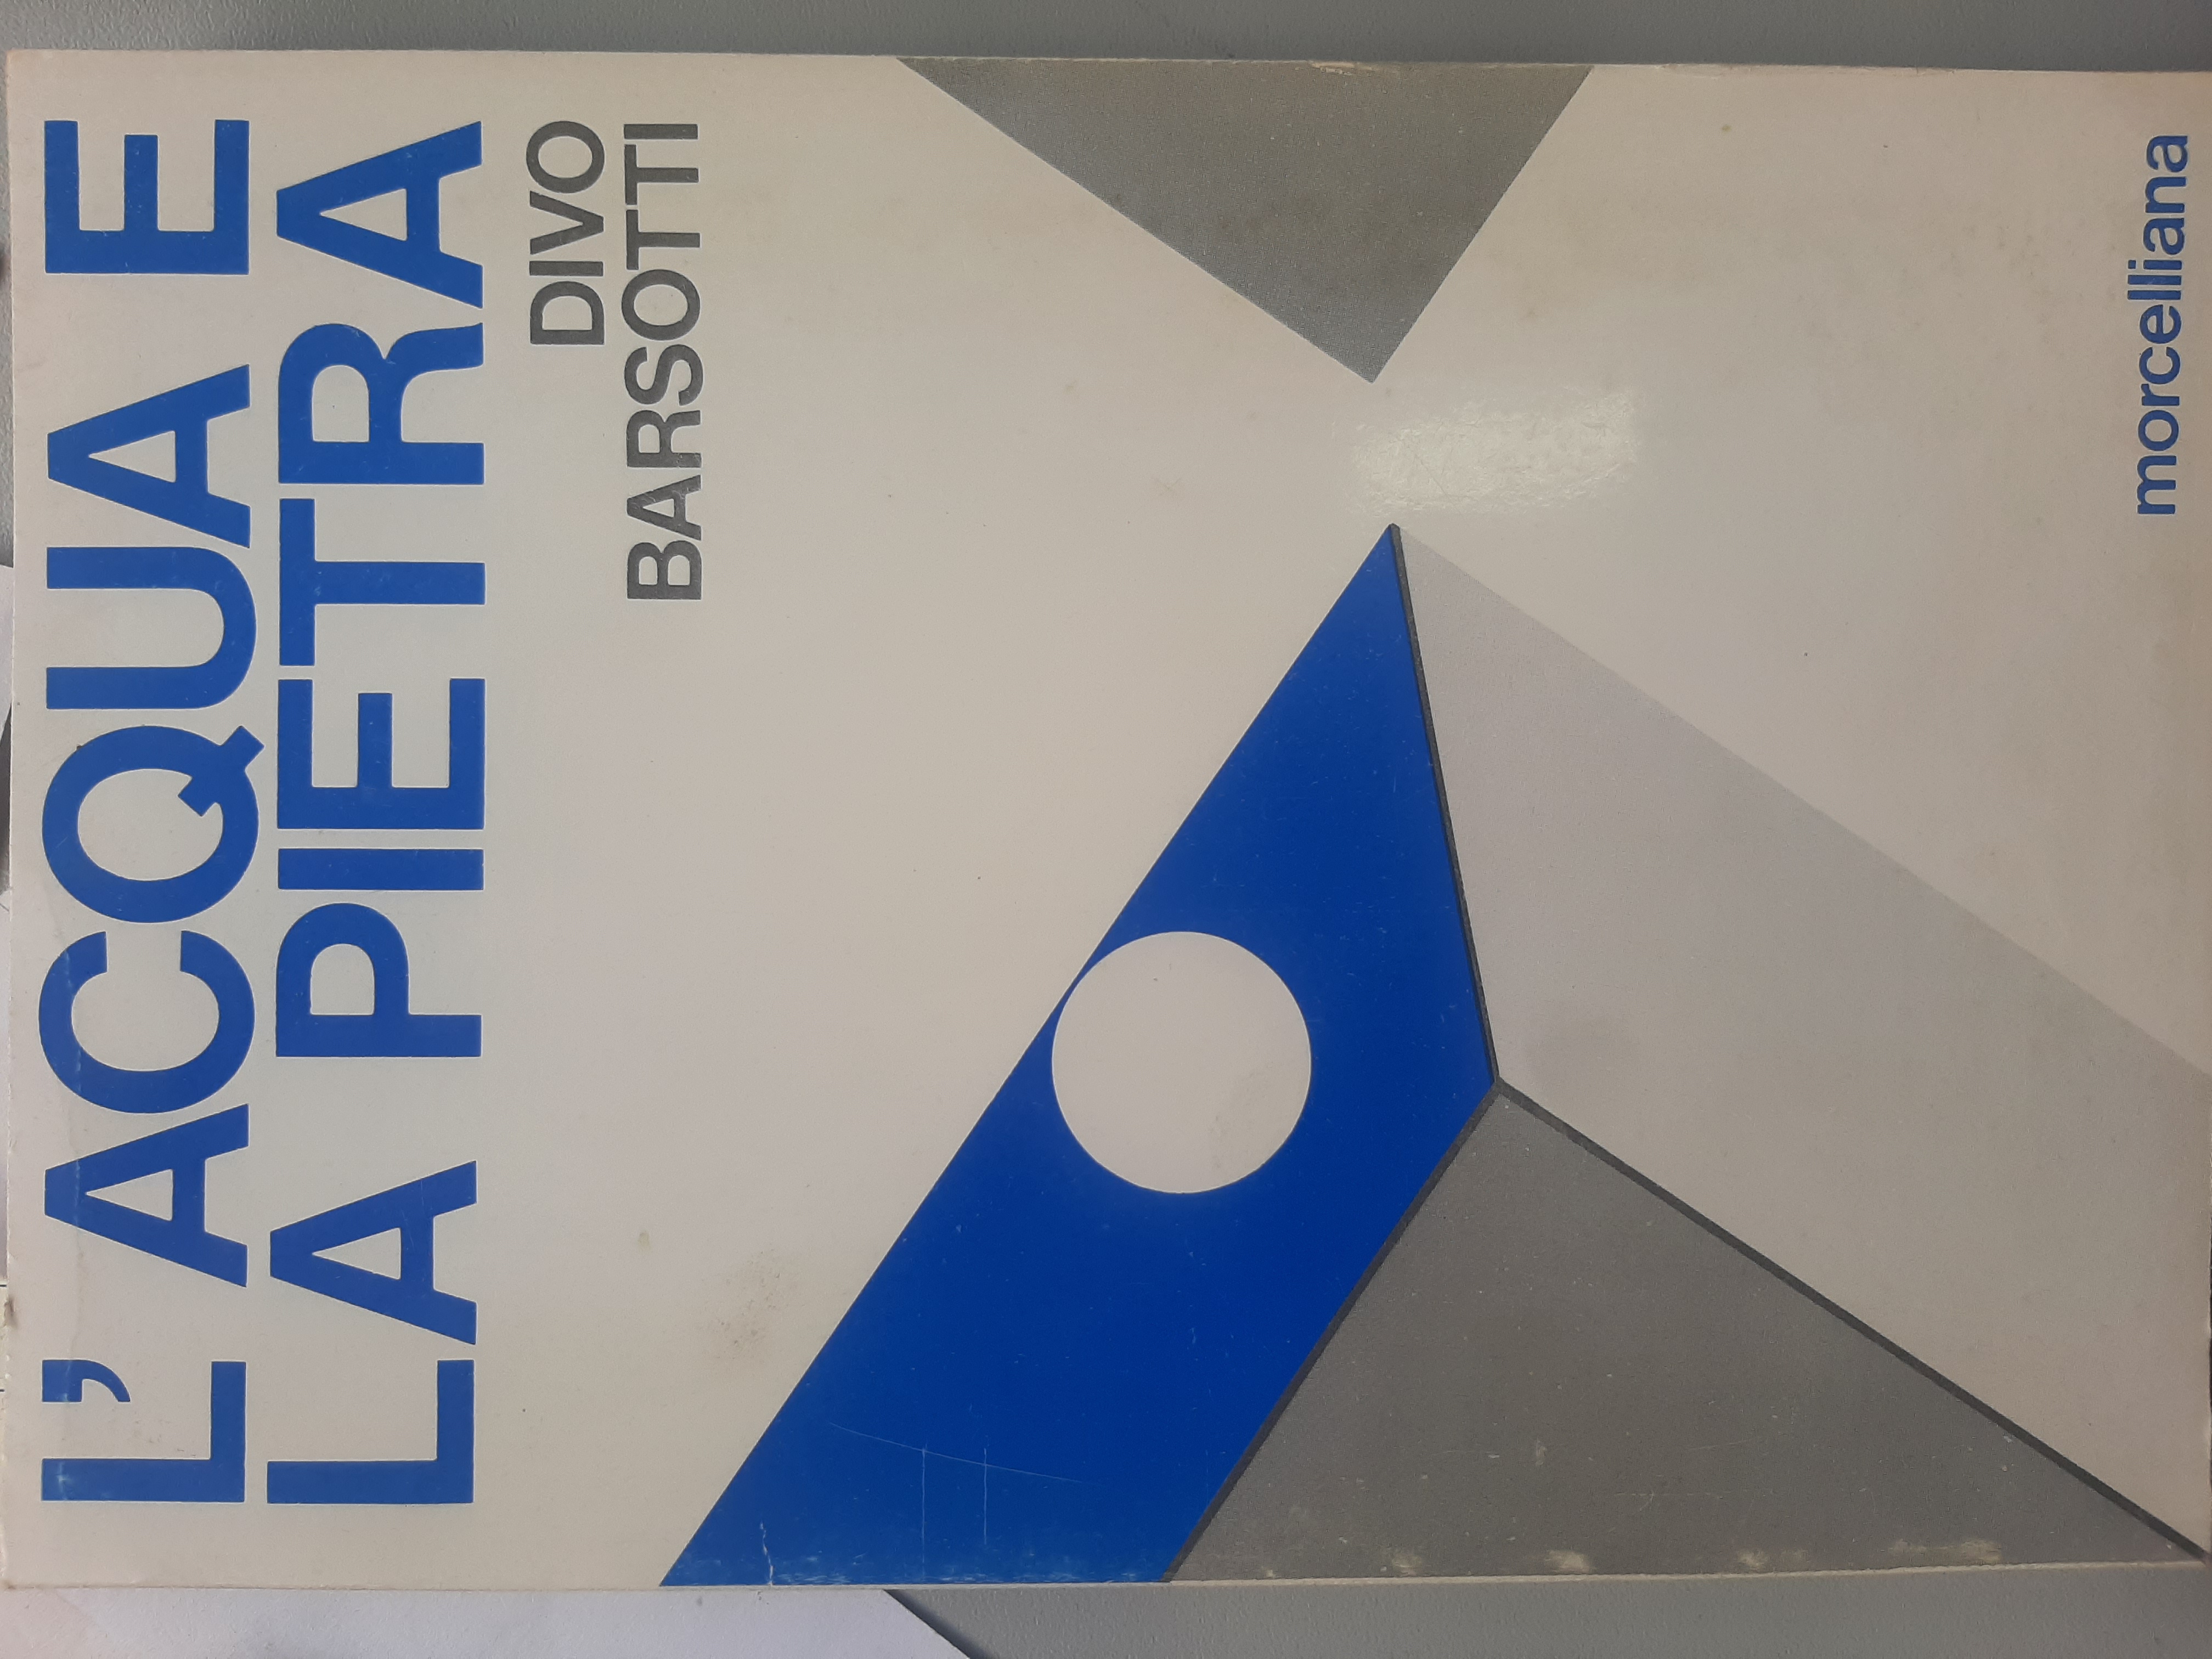 L'ACQUA E
LA PIETRA
DIVO
BARSOTTI
morcelliana